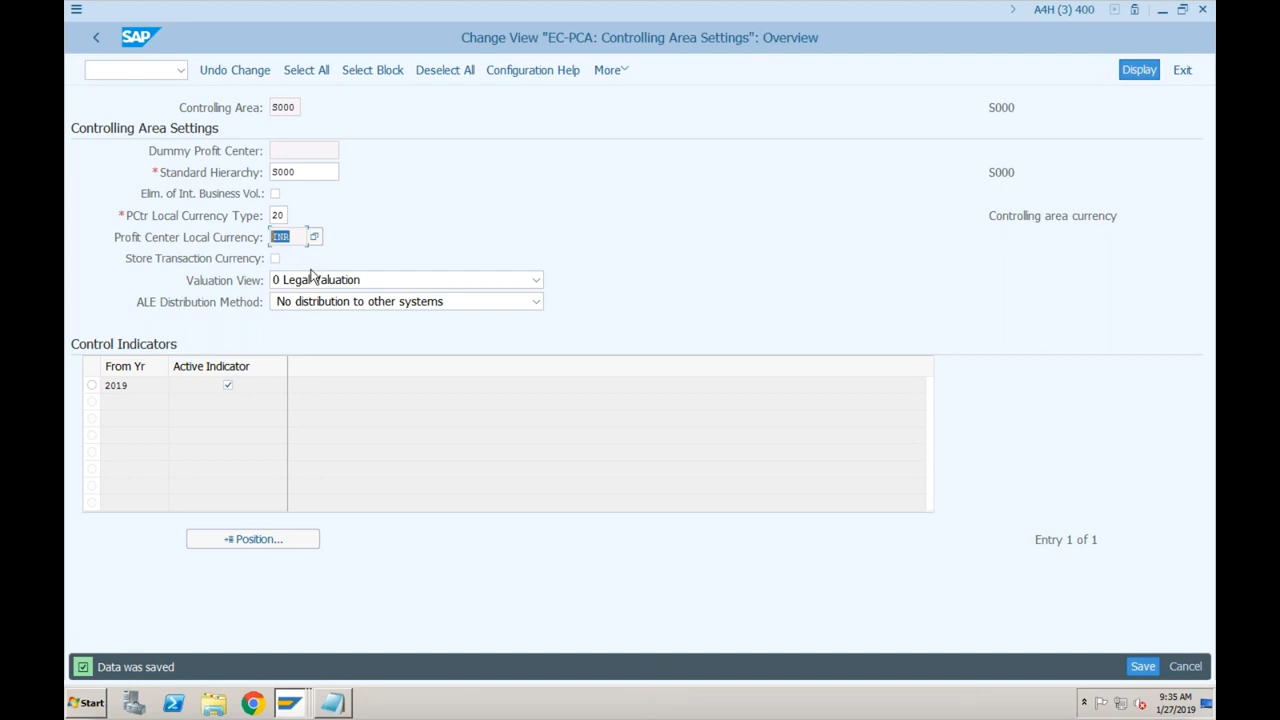 A4H (3) 400
SAP Change View "EC-PCA: Controlling Area Settings": Overview
Undo Change Select All Select Block Deselect All Configuration Help More Display Exit
Controlling Area: S000 S000
Controlling Area Settings
Dummy Profit Center:
*Standard Hierarchy: S000 S000
Elim. of Int. Business Vol.:
*PCtr Local Currency Type: 20 Controlling area currency
Profit Center Local Currency: INR
Store Transaction Currency:
Valuation View: 0 Legal Valuation
ALE Distribution Method: No distribution to other systems
Control Indicators
From Yr Active Indicator
2019
Position... Entry 1 of 1
Data was saved Save Cancel
Start 9:35 AM
1/27/2019